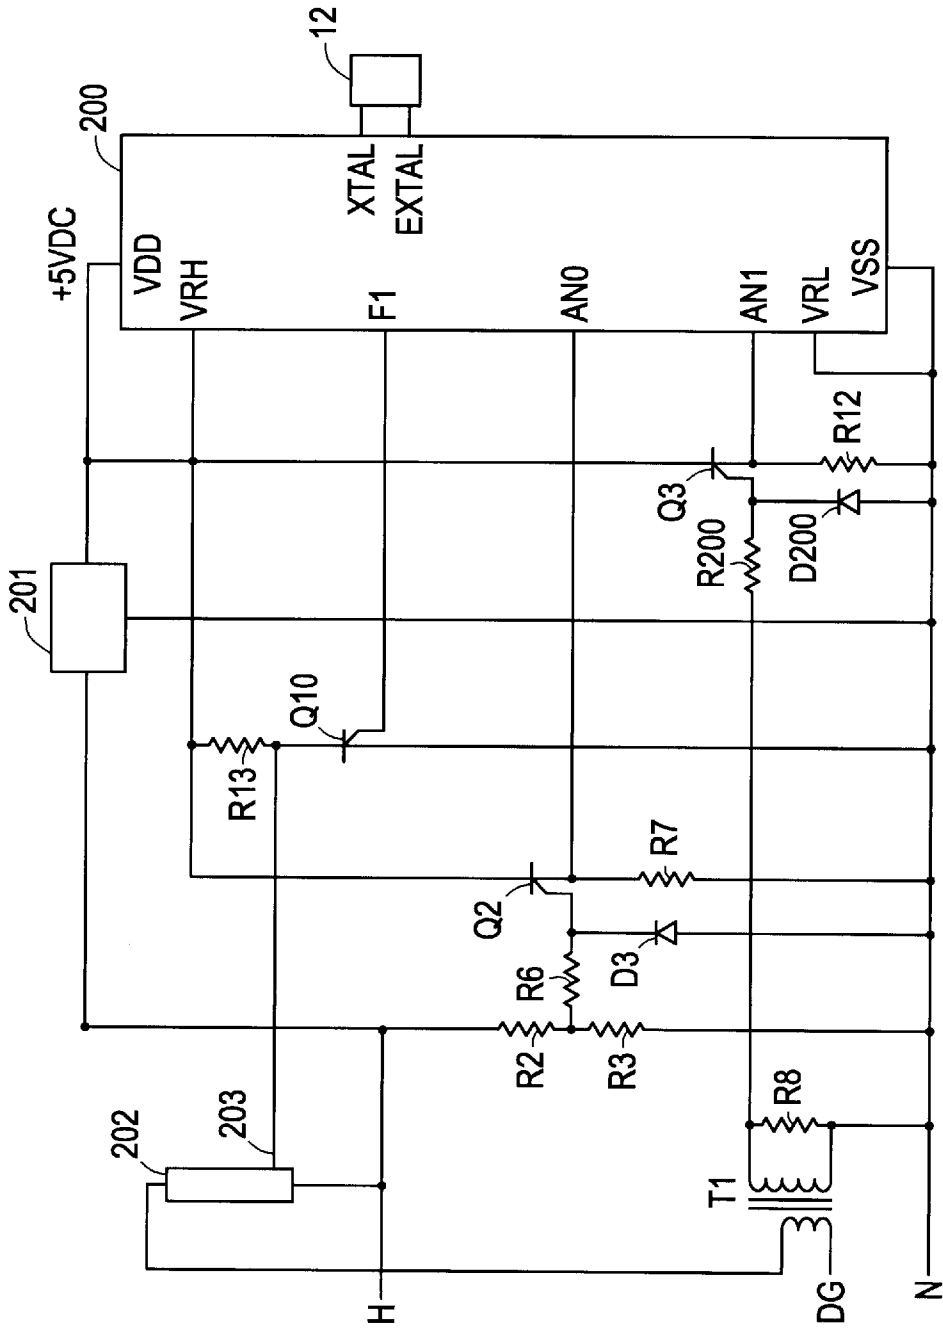 12
200
+5VDC
VDD
VRH
F1
AN0
AN1
VRL
VSS
XTAL
EXTAL
201
Q3
R12
R200
D200
Q10
R13
Q2
R7
R6
D3
R2
R3
202
203
T1
R8
H
DG
N